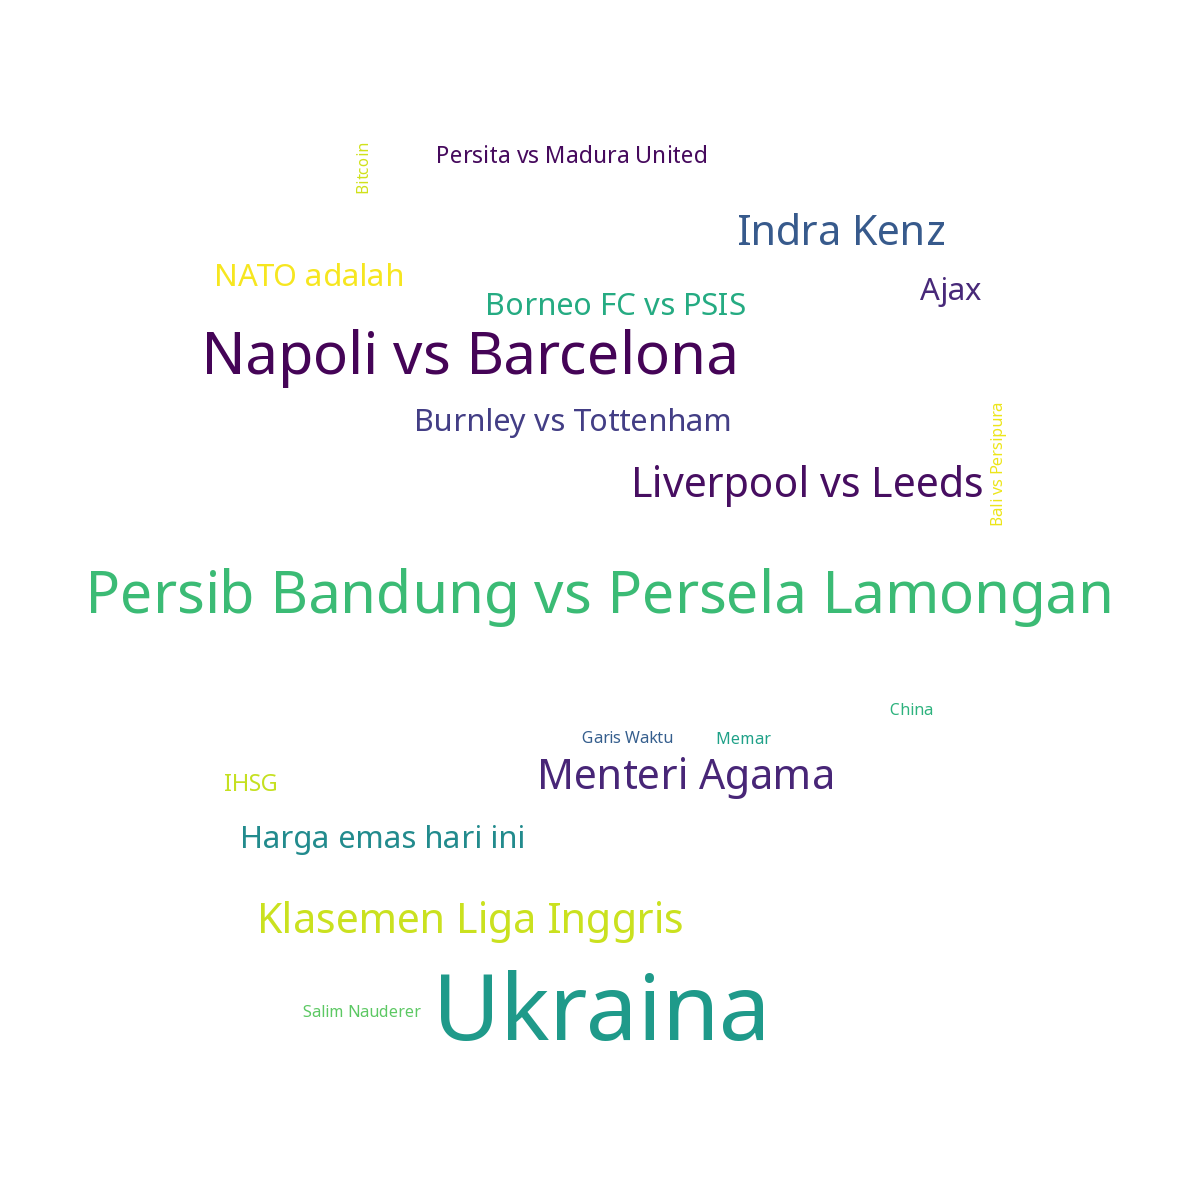 Bitcoin
Persita vs Madura United
Indra Kenz
NATO adalah
Ajax
Borneo FC vs PSIS
Napoli vs Barcelona
Burnley vs Tottenham
Bali vs Persipura
Liverpool vs Leeds
Persib Bandung vs Persela Lamongan
China
Garis Waktu
Memar
Menteri Agama
IHSG
Harga emas hari ini
Klasemen Liga Inggris
Ukraina
Salim Nauderer